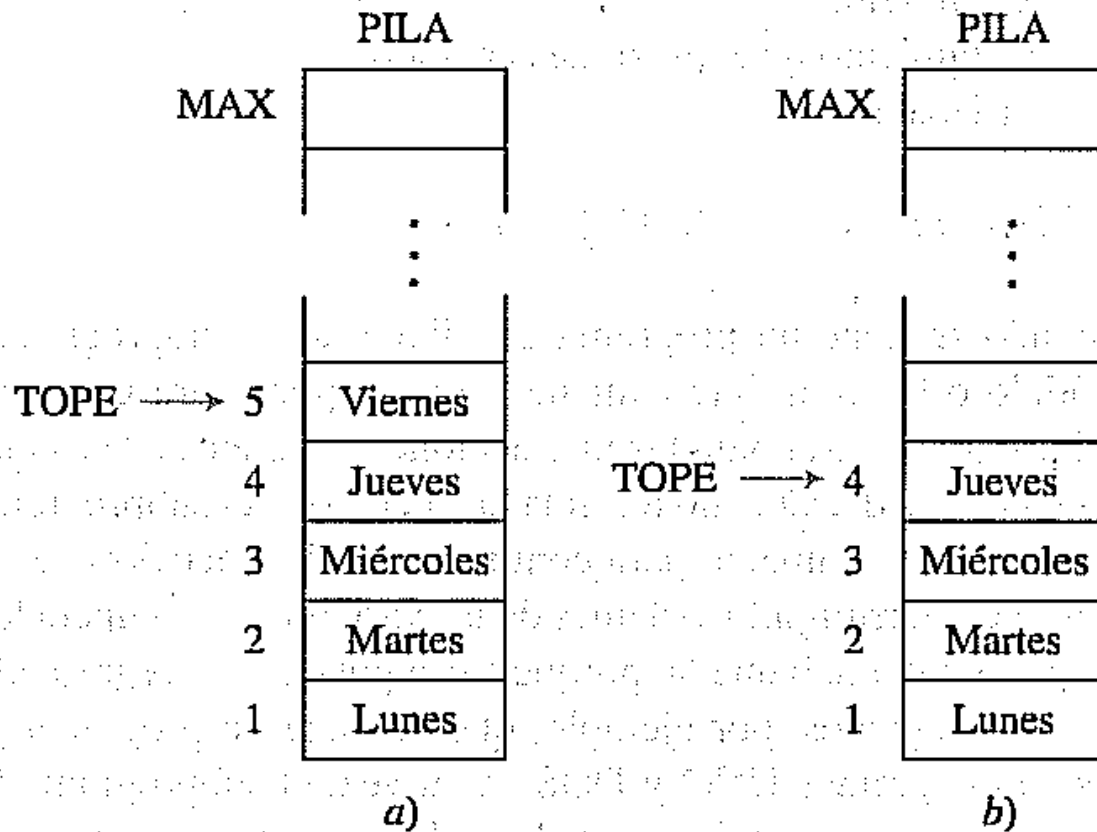 PILA PILA
MAX MAX
TOPE 5 Viernes
4 Jueves TOPE 4 Jueves
3 Miércoles 3 Miércoles
2 Martes 2 Martes
1 Lunes 1 Lunes
a) b)